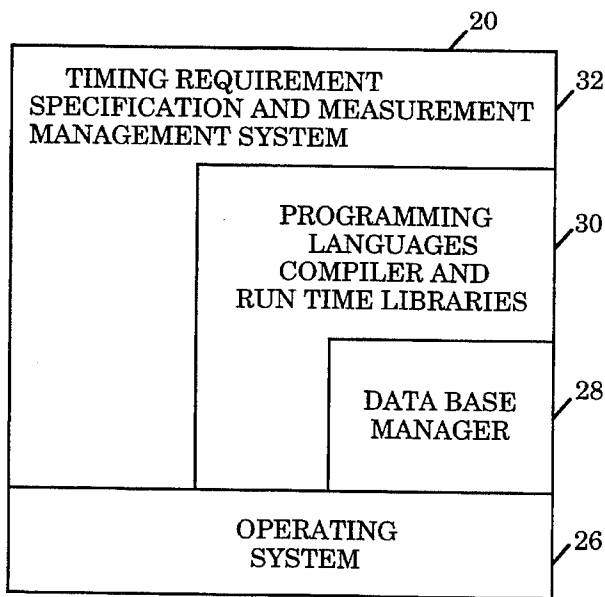 20
TIMING REQUIREMENT
SPECIFICATION AND MEASUREMENT
MANAGEMENT SYSTEM
32
PROGRAMMING
LANGUAGES
COMPILER AND
RUN TIME LIBRARIES
30
DATA BASE
MANAGER
28
OPERATING
SYSTEM
26